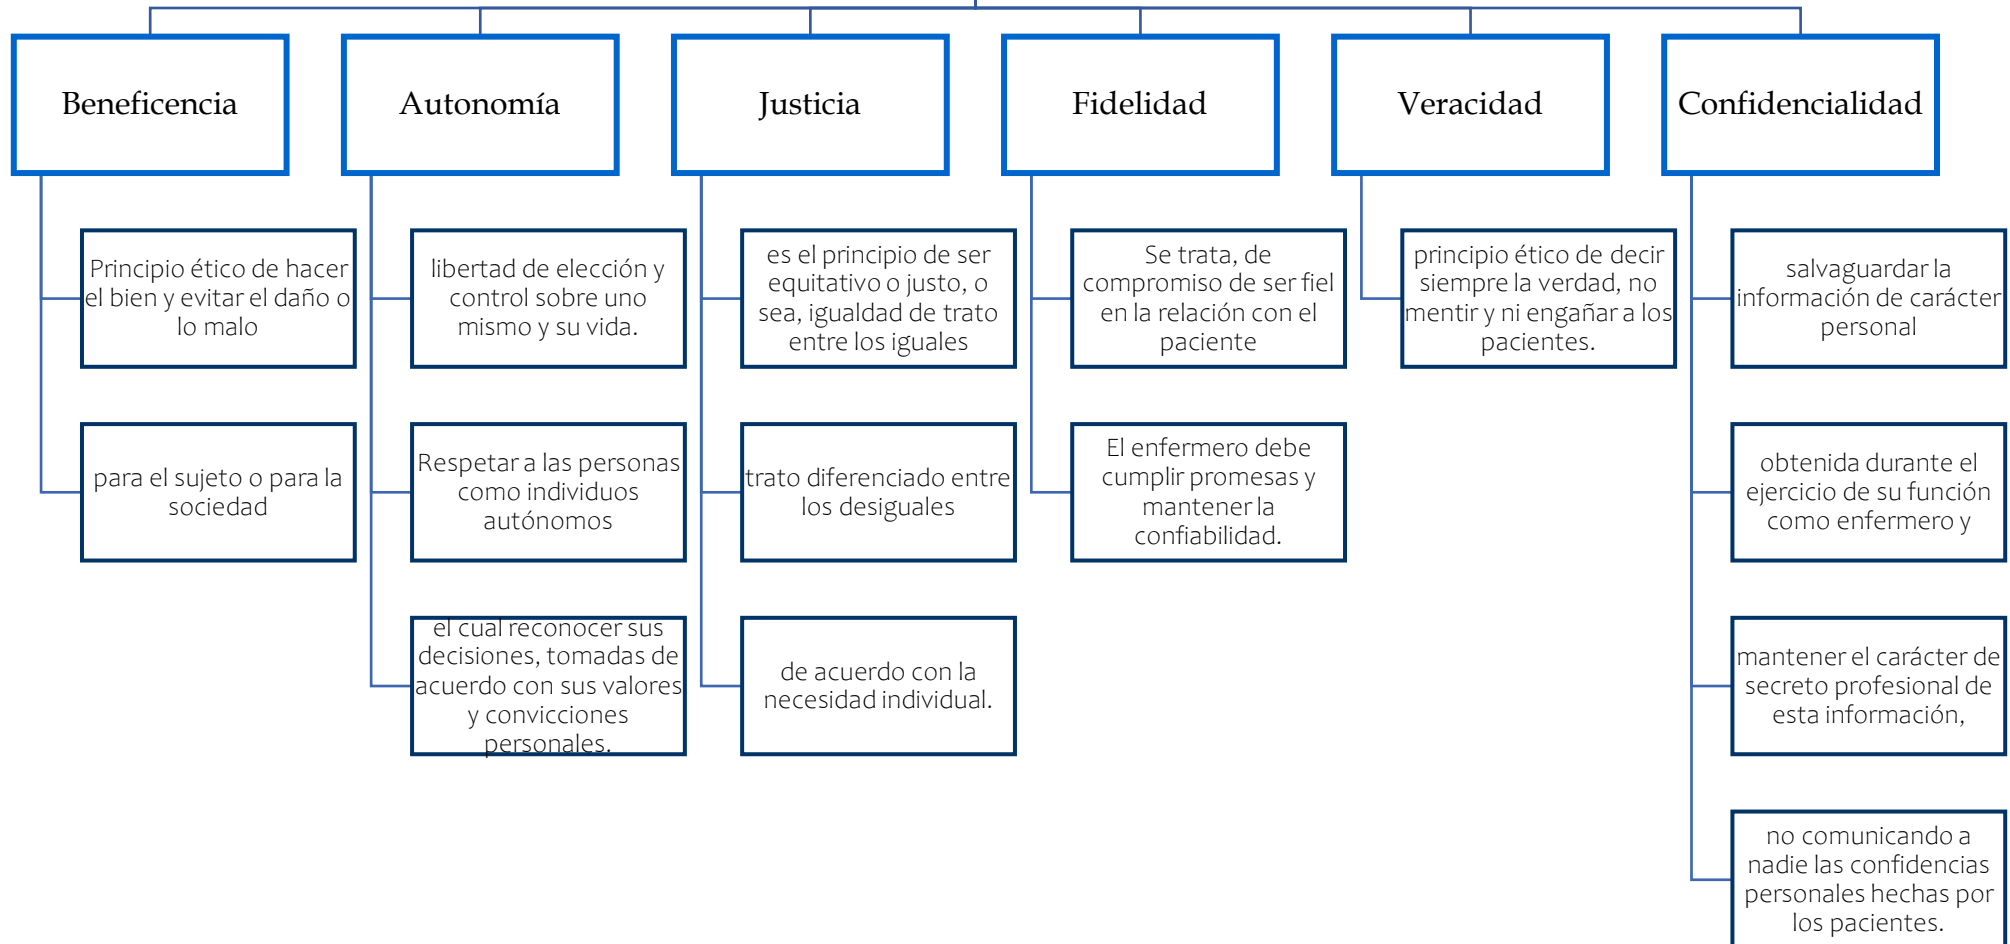 Beneficencia
Principio ético de hacer
el bien y evitar el daño o
lo malo
para el sujeto o para la
sociedad
Autonomía
libertad de elección y
control sobre uno
mismo y su vida.
Respetar a las personas
como individuos
autónomos
el cual reconocer sus
decisiones, tomadas de
acuerdo con sus valores
y convicciones
personales.
Justicia
es el principio de ser
equitativo o justo, o
sea, igualdad de trato
entre los iguales
trato diferenciado entre
los desiguales
de acuerdo con la
necesidad individual.
Fidelidad
Se trata, de
compromiso de ser fiel
en la relación con el
paciente
El enfermero debe
cumplir promesas y
mantener la
confiabilidad.
Veracidad
principio ético de decir
siempre la verdad, no
mentir y ni engañar a los
pacientes.
Confidencialidad
salvaguardar la
información de carácter
personal
obtenida durante el
ejercicio de su función
como enfermero y
mantener el carácter de
secreto profesional de
esta información,
no comunicando a
nadie las confidencias
personales hechas por
los pacientes.